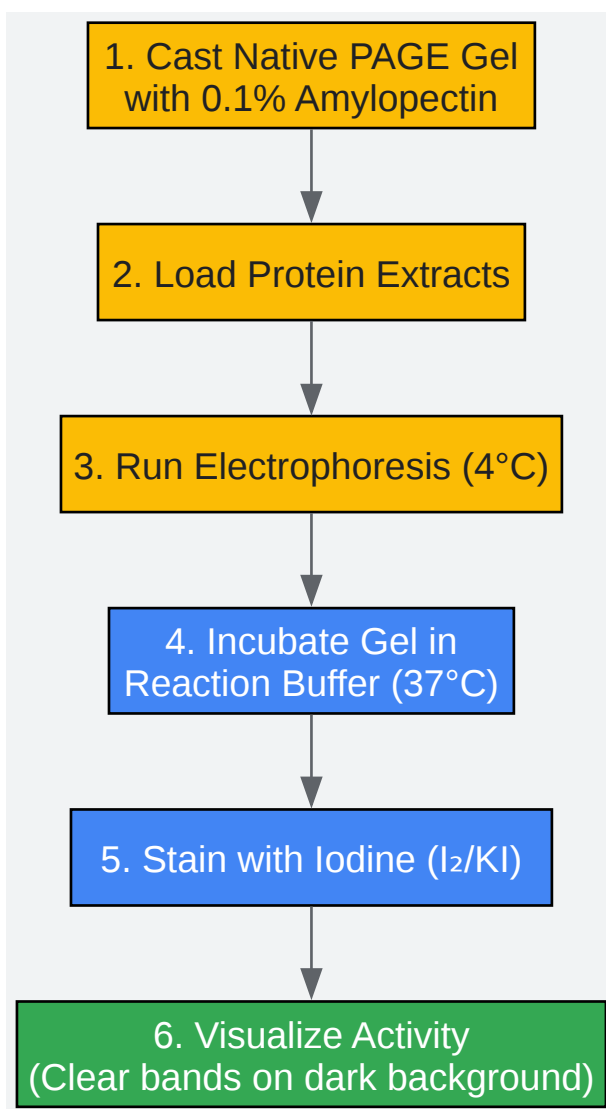 1. Cast Native PAGE Gel
with 0.1% Amylopectin
2. Load Protein Extracts
3. Run Electrophoresis (4°C)
4. Incubate Gel in
Reaction Buffer (37°C)
5. Stain with Iodine (I₂/KI)
6. Visualize Activity
(Clear bands on dark background)